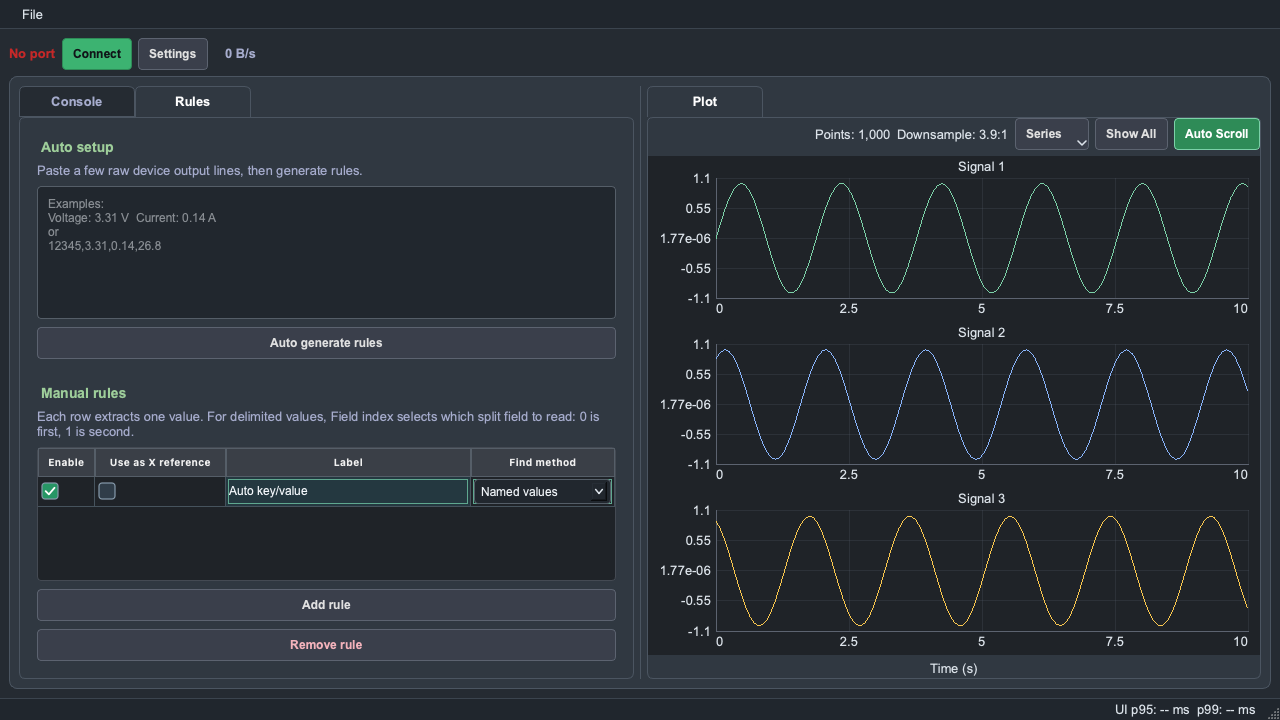 File
No port
Connect
Settings
0 B/s
Console
Rules
Auto setup
Paste a few raw device output lines, then generate rules.
Examples:
Voltage: 3.31 V  Current: 0.14 A
or
12345,3.31,0.14,26.8
Auto generate rules
Manual rules
Each row extracts one value. For delimited values, Field index selects which split field to read: 0 is
first, 1 is second.
Enable
Use as X reference
Label
Find method
Auto key/value
Named values
Add rule
Remove rule
Plot
Points: 1,000  Downsample: 3.9:1
Series
Show All
Auto Scroll
Signal 1
1.1
0.55
1.77e-06
-0.55
-1.1
0
2.5
5
7.5
10
Signal 2
1.1
0.55
1.77e-06
-0.55
-1.1
0
2.5
5
7.5
10
Signal 3
1.1
0.55
1.77e-06
-0.55
-1.1
0
2.5
5
7.5
10
Time (s)
UI p95: -- ms  p99: -- ms